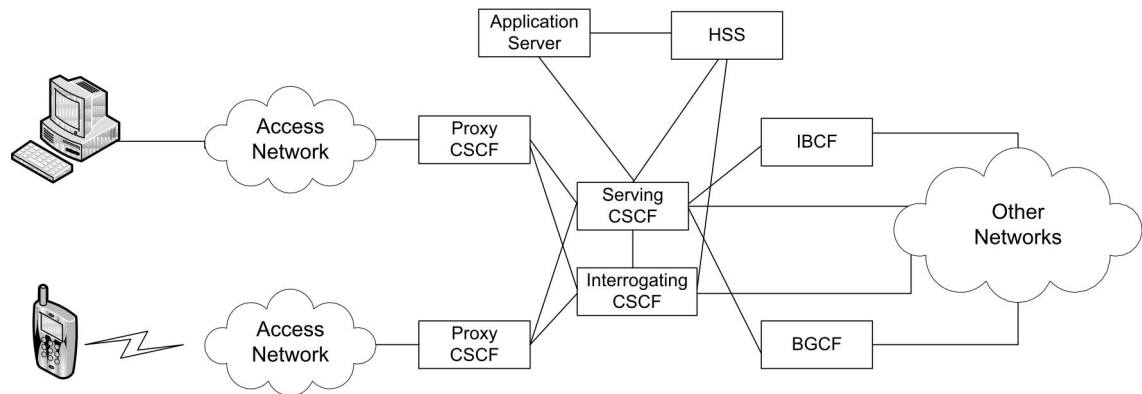 Application
Server
HSS
Access
Network
Proxy
CSCF
IBCF
Serving
CSCF
Other
Networks
Interrogating
CSCF
Access
Network
Proxy
CSCF
BGCF